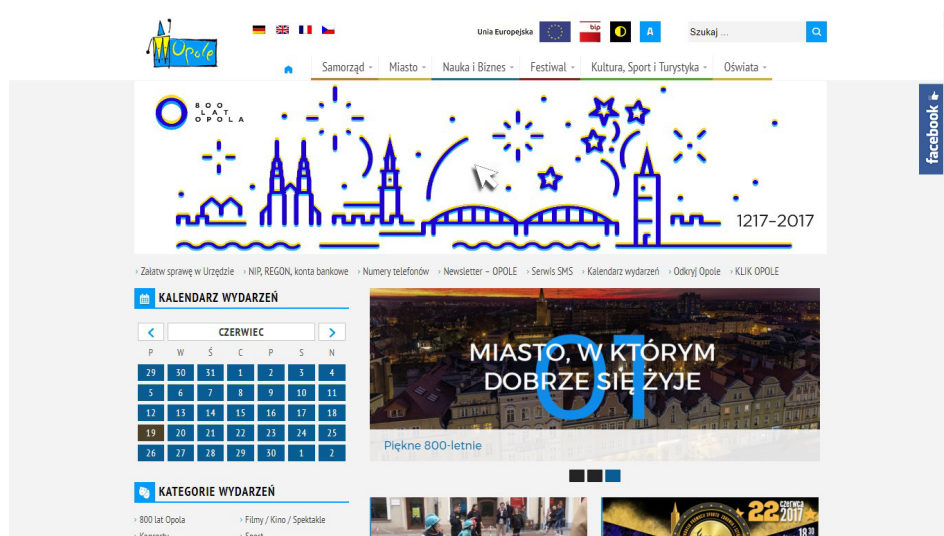 Opole
Unia Europejska
bip
A
Szukaj ...
Samorząd
Miasto
Nauka i Biznes
Festiwal
Kultura, Sport i Turystyka
Oświata
facebook
800
LAT
OPOLA
1217-2017
Załatw sprawę w Urzędzie
NIP, REGON, konta bankowe
Numery telefonów
Newsletter – OPOLE
Serwis SMS
Kalendarz wydarzeń
Odkryj Opole
KLIK OPOLE
KALENDARZ WYDARZEŃ
CZERWIEC
P W Ś C P S N
29 30 31 1 2 3 4
5 6 7 8 9 10 11
12 13 14 15 16 17 18
19 20 21 22 23 24 25
26 27 28 29 30 1 2
01
MIASTO, W KTÓRYM
DOBRZE SIĘ ŻYJE
Piękne 800-letnie
KATEGORIE WYDARZEŃ
800 lat Opola
Filmy / Kino / Spektakle
Koncerty
Sport
22 czerwca
2017
18 30